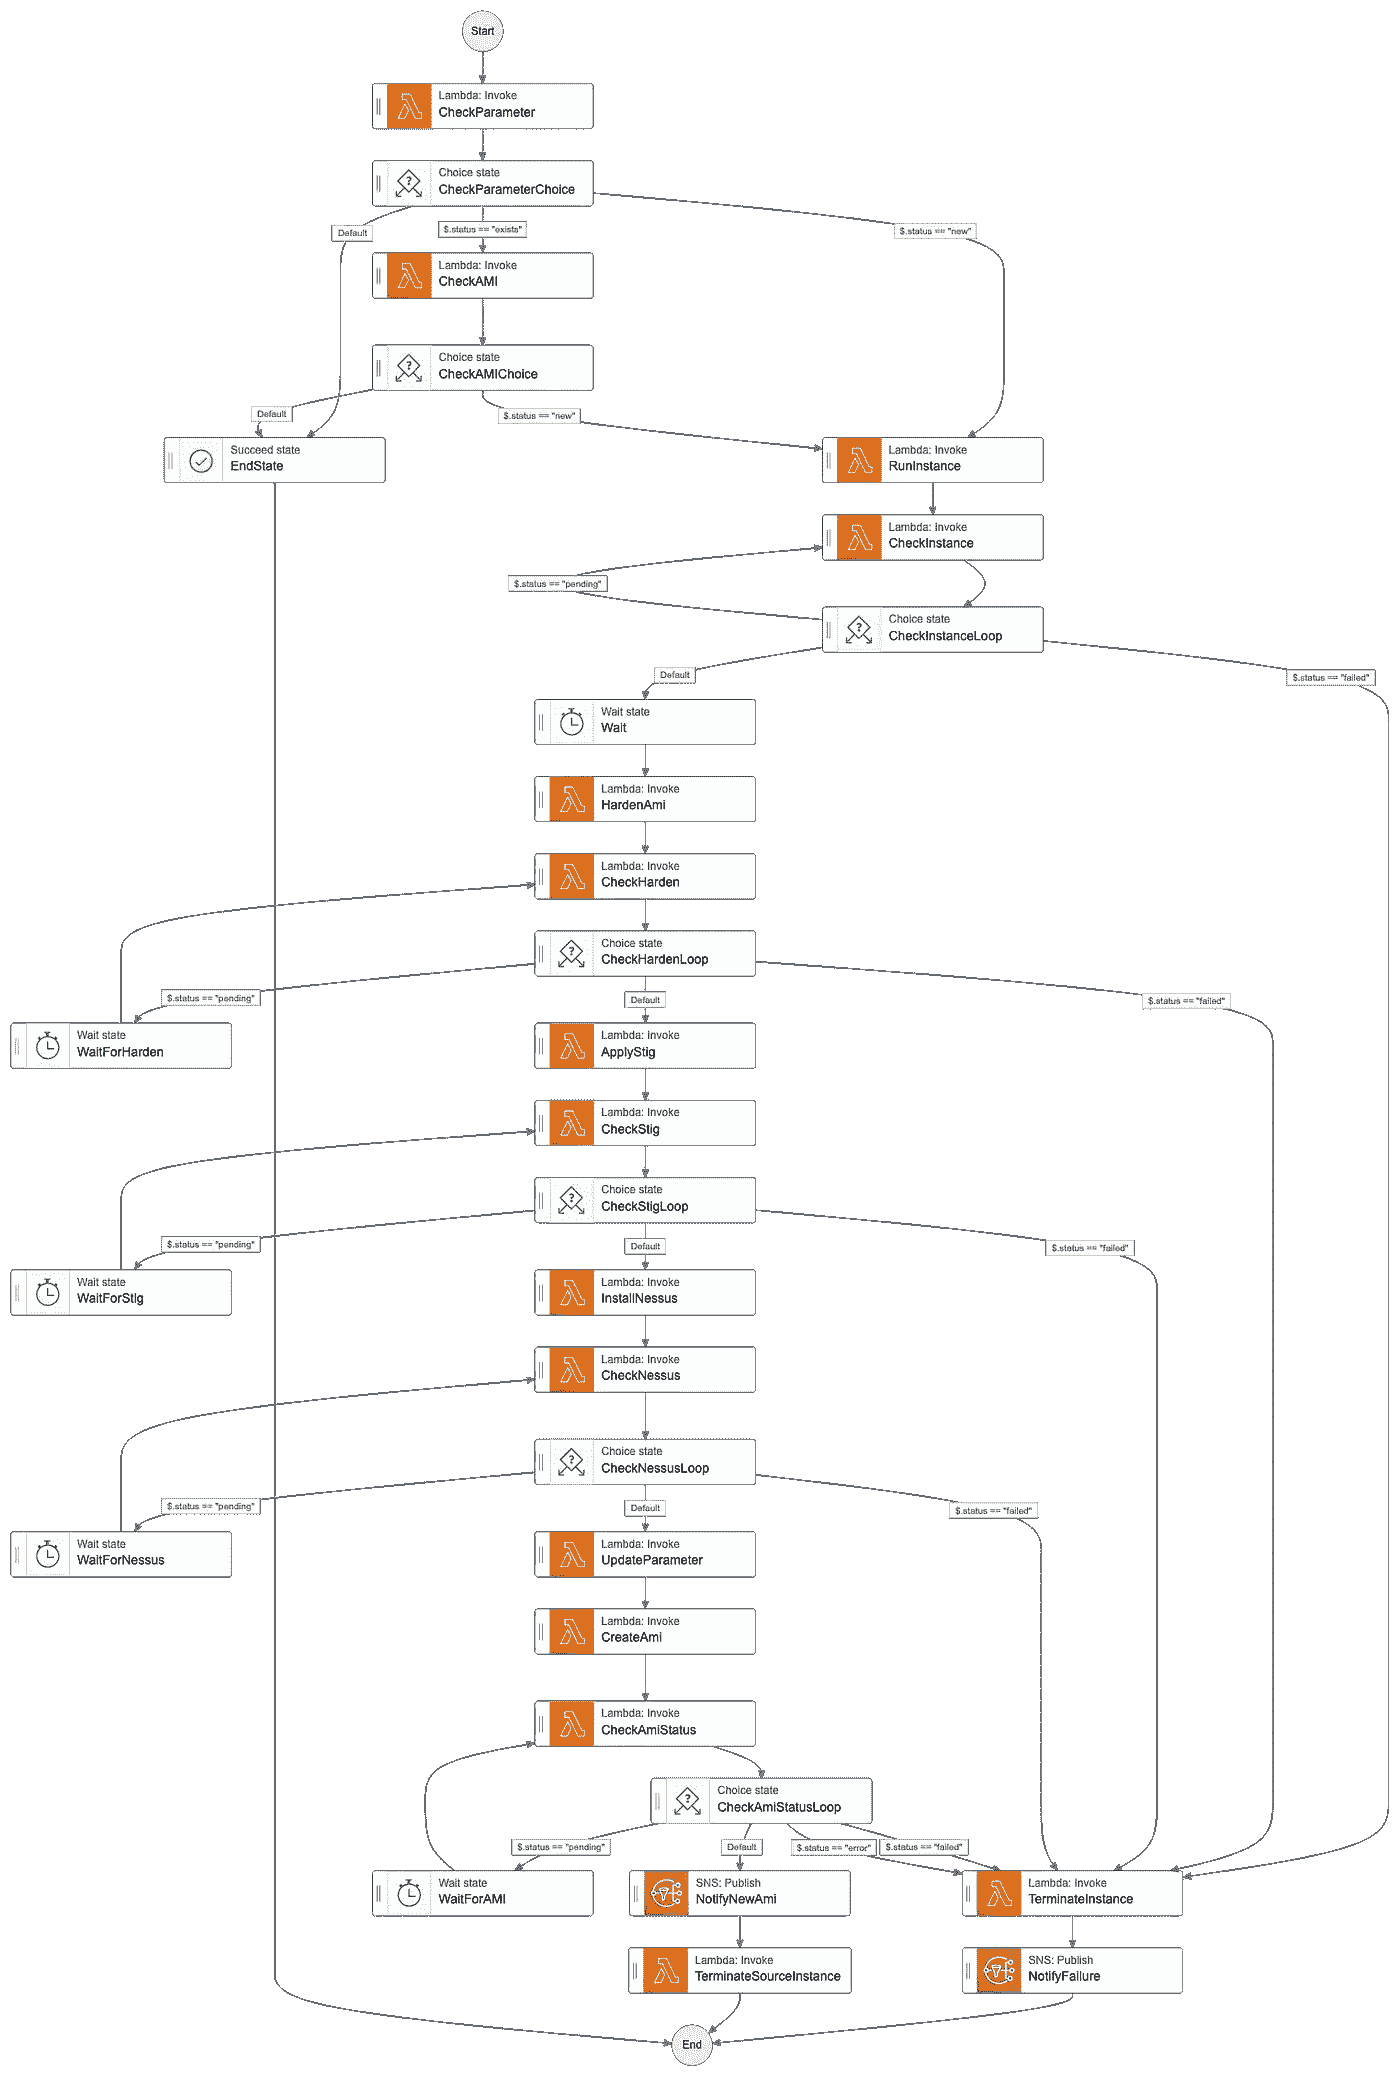 Start
Lambda: Invoke
CheckParameter
Choice state
CheckParameterChoice
Default
$.status == "exists"
$.status == "new"
Lambda: Invoke
CheckAMI
Choice state
CheckAMIChoice
Default
$.status == "new"
Succeed state
EndState
Lambda: Invoke
RunInstance
Lambda: Invoke
CheckInstance
$.status == "pending"
Choice state
CheckInstanceLoop
Default
$.status == "failed"
Wait state
Wait
Lambda: Invoke
HardenAmi
Lambda: Invoke
CheckHarden
Choice state
CheckHardenLoop
$.status == "pending"
Default
$.status == "failed"
Wait state
WaitForHarden
Lambda: Invoke
ApplyStig
Lambda: Invoke
CheckStig
Choice state
CheckStigLoop
$.status == "pending"
Default
$.status == "failed"
Wait state
WaitForStig
Lambda: Invoke
InstallNessus
Lambda: Invoke
CheckNessus
Choice state
CheckNessusLoop
$.status == "pending"
Default
$.status == "failed"
Wait state
WaitForNessus
Lambda: Invoke
UpdateParameter
Lambda: Invoke
CreateAmi
Lambda: Invoke
CheckAmiStatus
Choice state
CheckAmiStatusLoop
$.status == "pending"
Default
$.status == "error"
$.status == "failed"
Wait state
WaitForAMI
SNS: Publish
NotifyNewAmi
Lambda: Invoke
TerminateInstance
Lambda: Invoke
TerminateSourceInstance
SNS: Publish
NotifyFailure
End